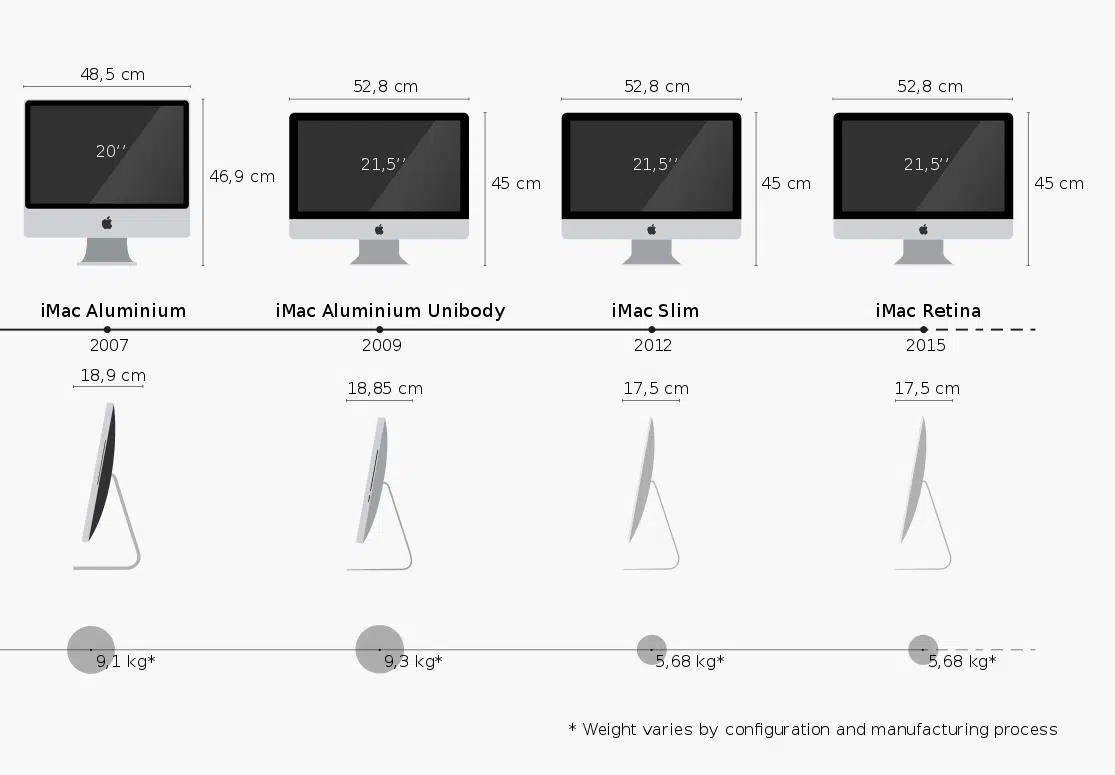 48,5 cm
52,8 cm
52,8 cm
52,8 cm
20’’
21,5’’
21,5’’
21,5’’
46,9 cm
45 cm
45 cm
45 cm
iMac Aluminium
iMac Aluminium Unibody
iMac Slim
iMac Retina
2007
2009
2012
2015
18,9 cm
18,85 cm
17,5 cm
17,5 cm
9,1 kg*
9,3 kg*
5,68 kg*
5,68 kg*
* Weight varies by configuration and manufacturing process